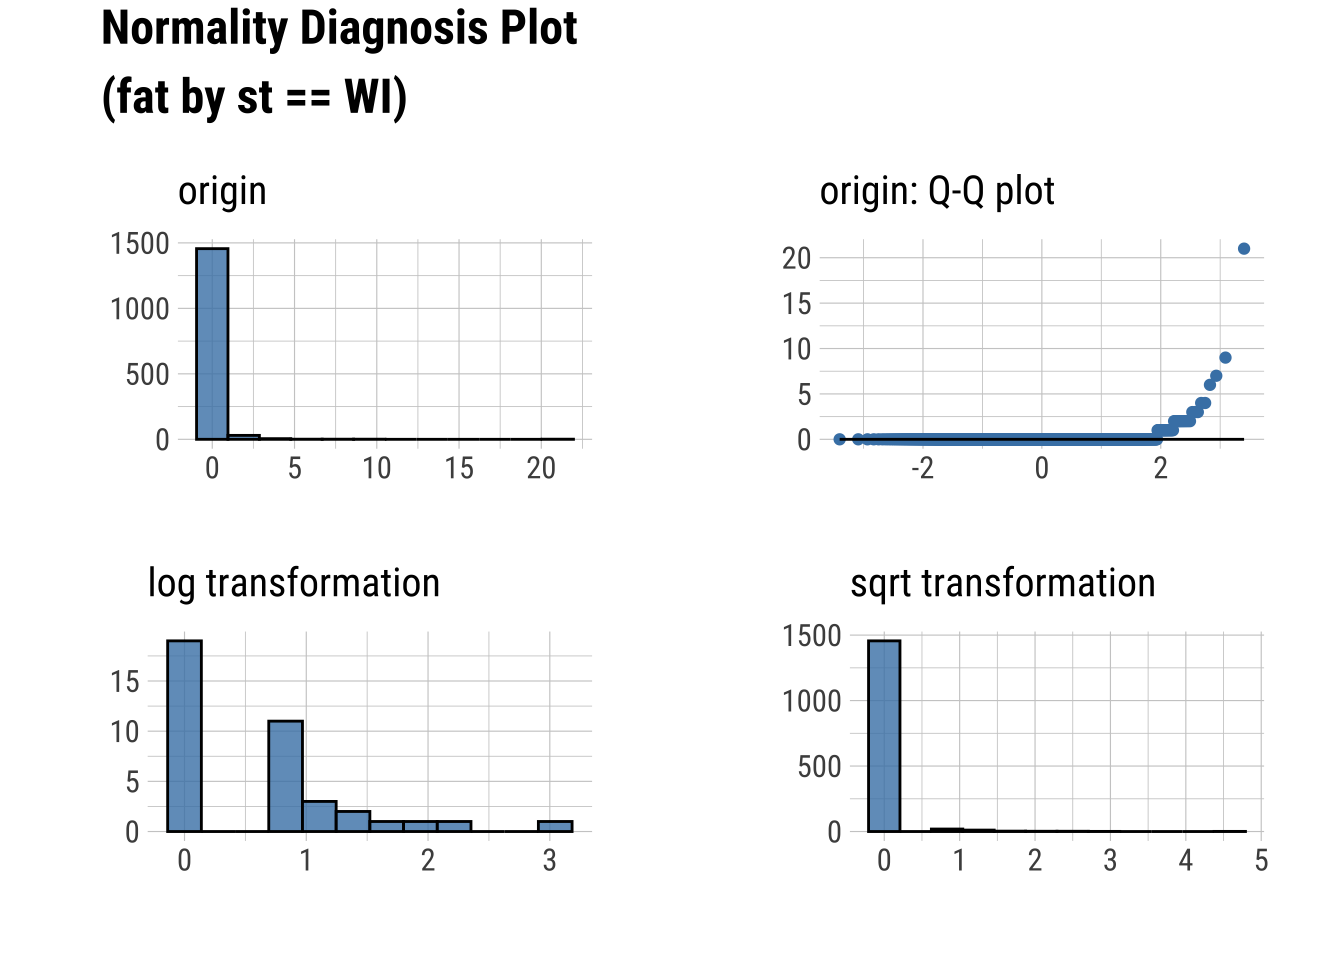 Normality Diagnosis Plot
(fat by st == WI)
origin
1500
1000
500
0
0 5 10 15 20
origin: Q-Q plot
20
15
10
5
0
-2 0 2
log transformation
15
10
5
0
0 1 2 3
sqrt transformation
1500
1000
500
0
0 1 2 3 4 5